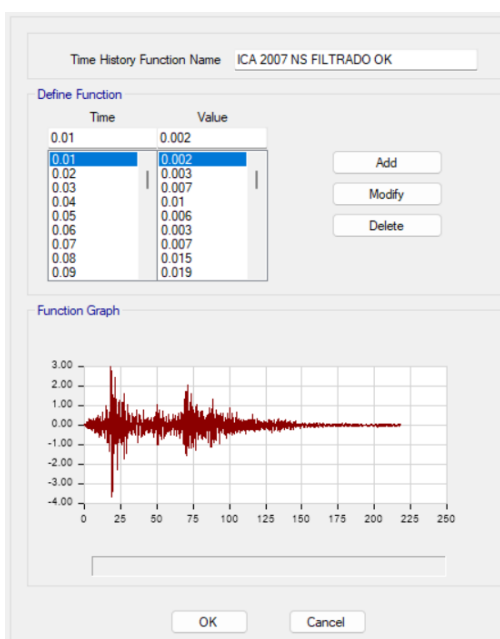 Time History Function Name ICA 2007 NS FILTRADO OK
Define Function
Time Value
0.01 0.002
0.01 0.002
0.02 0.003
0.03 0.007
0.04 0.01
0.05 0.006
0.06 0.003
0.07 0.007
0.08 0.015
0.09 0.019
Add
Modify
Delete
Function Graph
3.00
2.00
1.00
0.00
-1.00
-2.00
-3.00
-4.00
0 25 50 75 100 125 150 175 200 225 250
OK Cancel